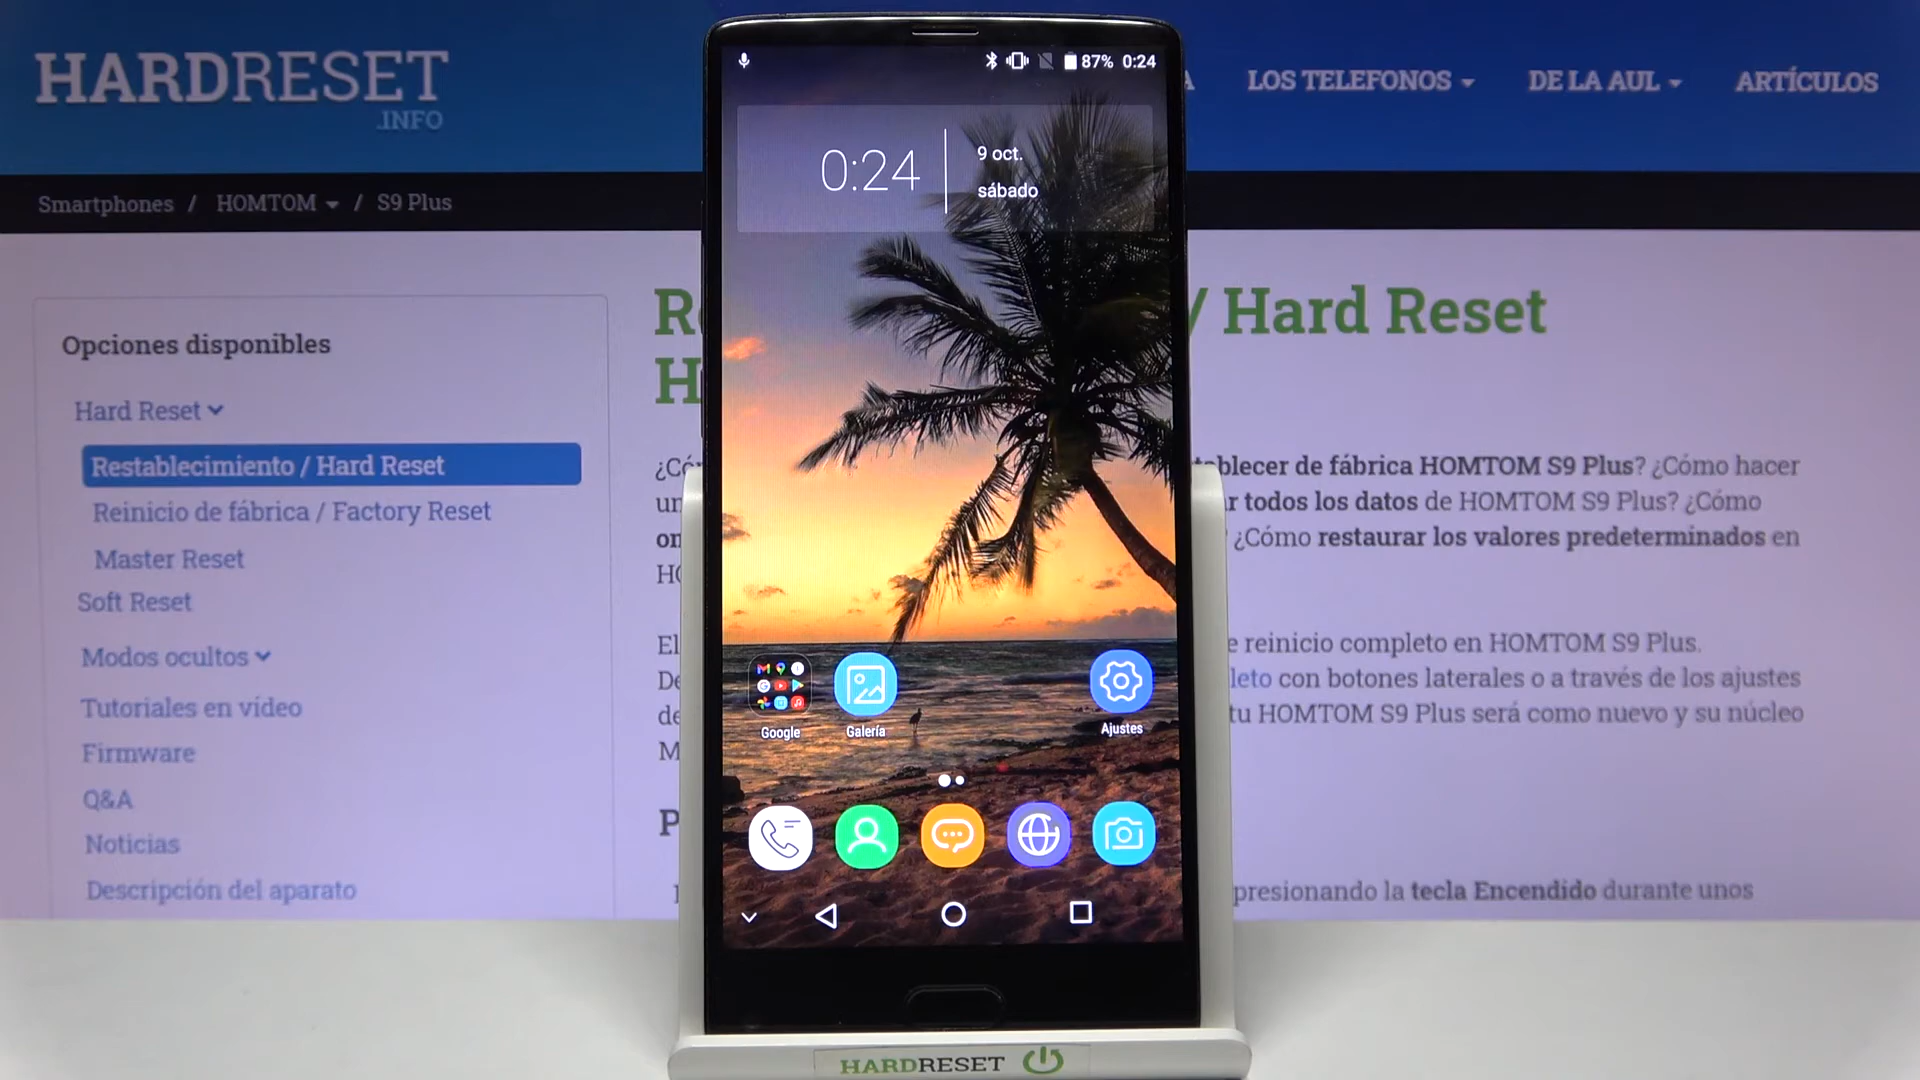 HARDRESET
.INFO
LOS TELEFONOS
DE LA AUL
ARTÍCULOS
Smartphones / HOMTOM / S9 Plus
Opciones disponibles
Hard Reset
Restablecimiento / Hard Reset
Reinicio de fábrica / Factory Reset
Master Reset
Soft Reset
Modos ocultos
Tutoriales en vídeo
Firmware
Q&A
Noticias
Descripción del aparato
/ Hard Reset
de fábrica HOMTOM S9 Plus? ¿Cómo hacer
todos los datos de HOMTOM S9 Plus? ¿Cómo
¿Cómo restaurar los valores predeterminados en
El
reinicio completo en HOMTOM S9 Plus.
con botones laterales o a través de los ajustes
tu HOMTOM S9 Plus será como nuevo y su núcleo
presionando la tecla Encendido durante unos
87% 0:24
0:24
9 oct.
sábado
Google
Galería
Ajustes
HARDRESET